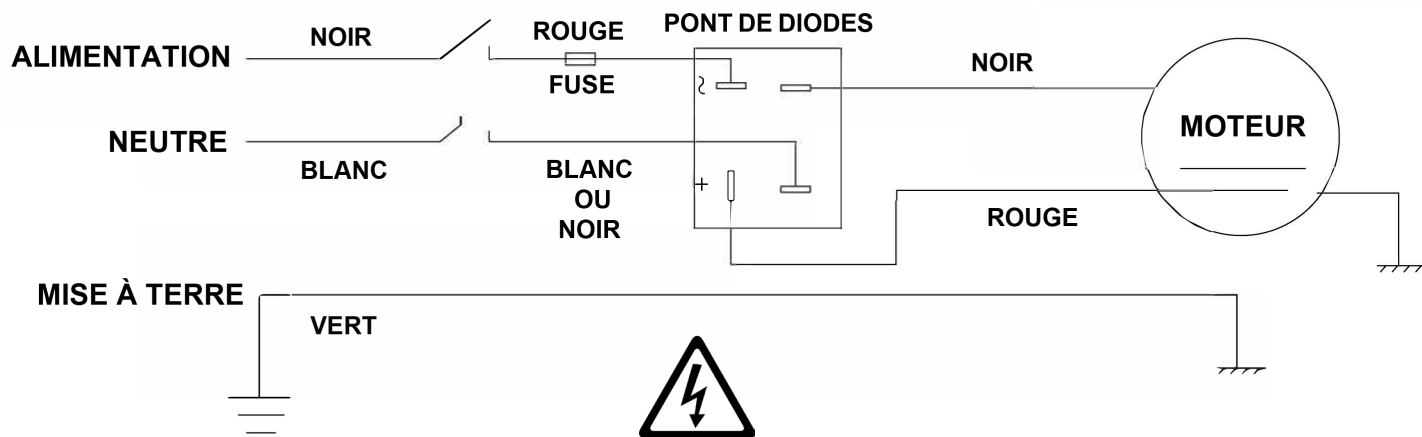 PONT DE DIODES
NOIR
ROUGE
ALIMENTATION
FUSE
NOIR
~
MOTEUR
NEUTRE
BLANC
BLANC
OU
NOIR
+
ROUGE
MISE À TERRE
VERT